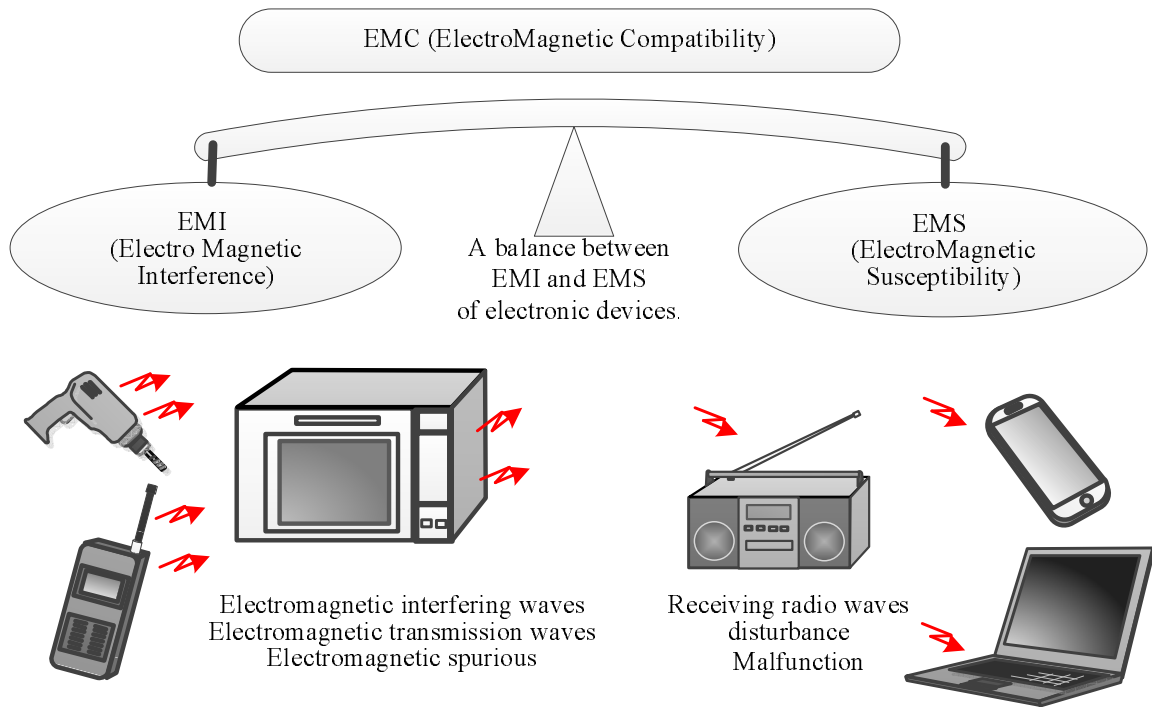 EMC (ElectroMagnetic Compatibility)
EMI
(Electro Magnetic
Interference)
A balance between
EMI and EMS
of electronic devices.
EMS
(ElectroMagnetic
Susceptibility)
Electromagnetic interfering waves
Electromagnetic transmission waves
Electromagnetic spurious
Receiving radio waves
disturbance
Malfunction